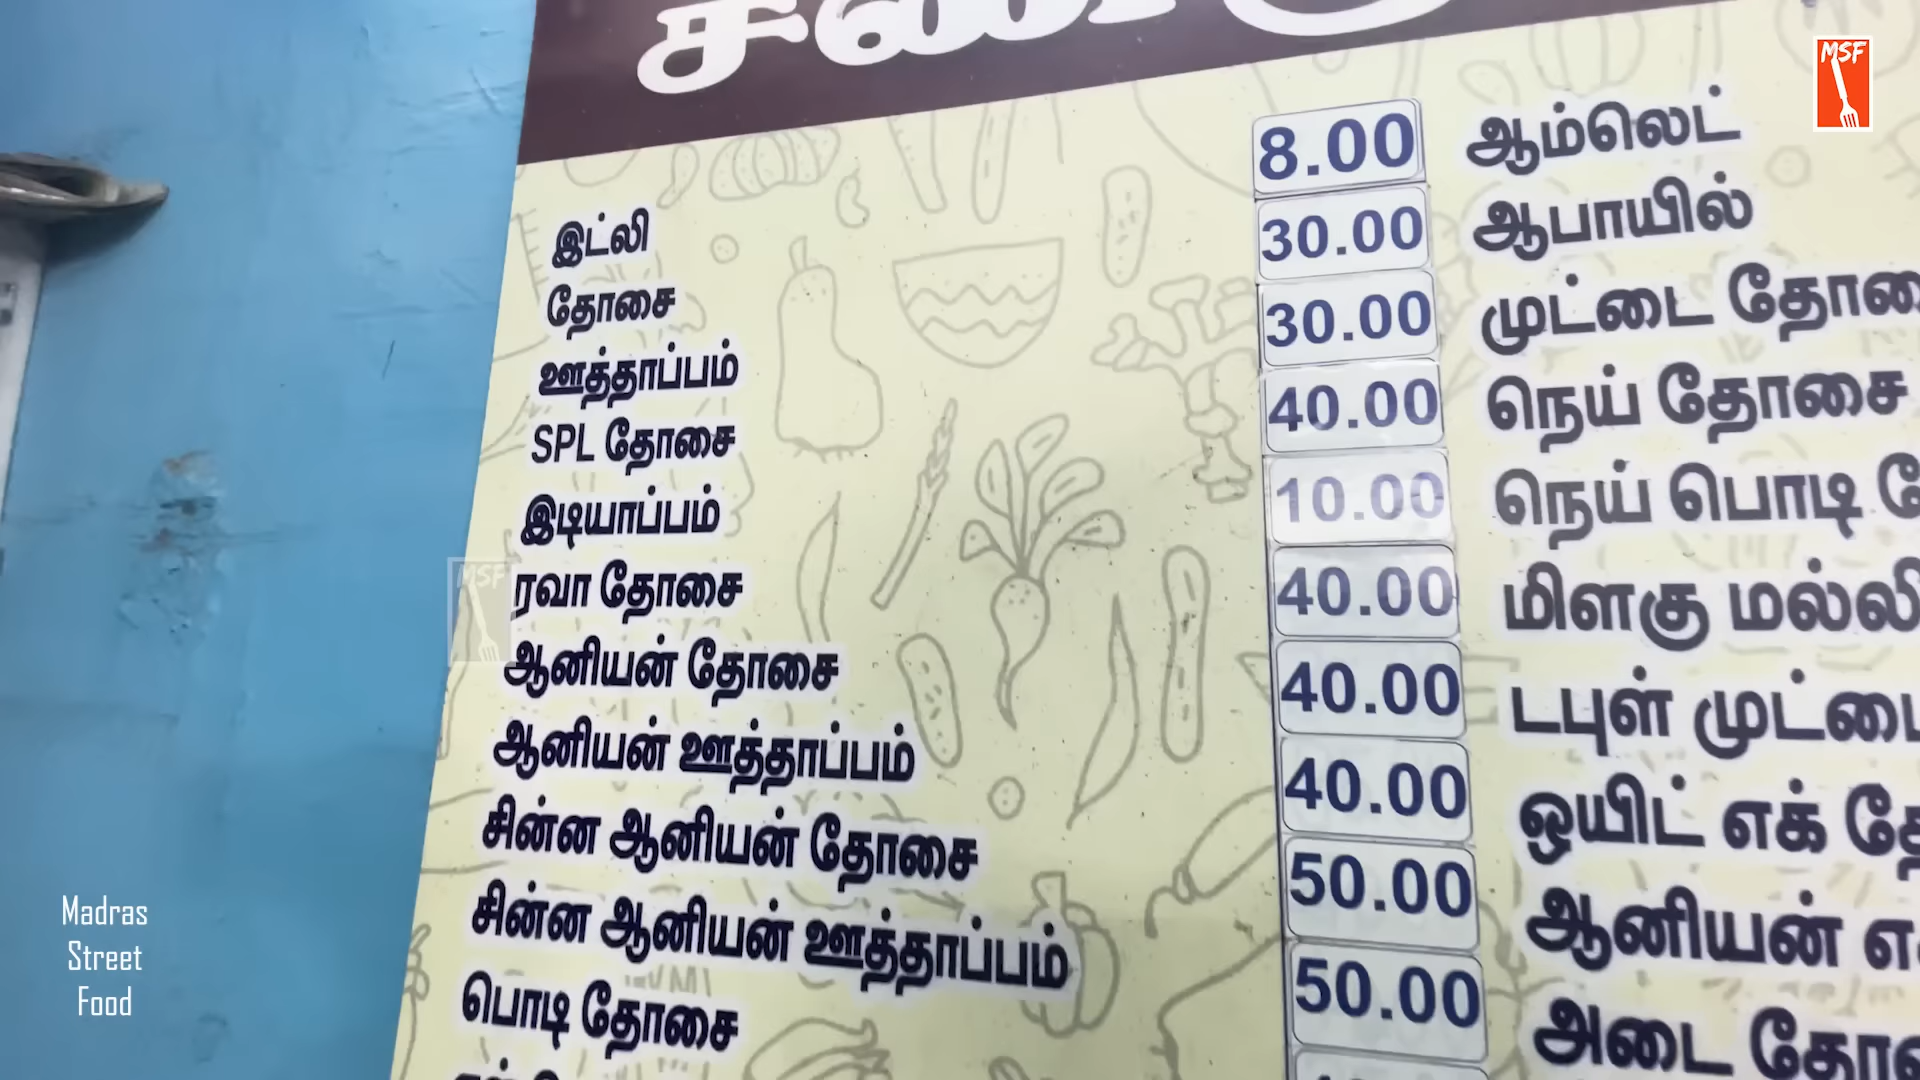 MSF
இட்லி 8.00
தோசை 30.00
ஊத்தாப்பம் 30.00
SPL தோசை 40.00
இடியாப்பம் 10.00
ரவா தோசை 40.00
ஆனியன் தோசை 40.00
ஆனியன் ஊத்தாப்பம் 40.00
சின்ன ஆனியன் தோசை 50.00
சின்ன ஆனியன் ஊத்தாப்பம் 50.00
பொடி தோசை
ஆம்லெட்
ஆபாயில்
முட்டை
நெய் தோசை
நெய் பொடி
மிளகு
டபுள் முட்டை
ஒயிட் எக்
ஆனியன்
அடை
MSF
Madras
Street
Food